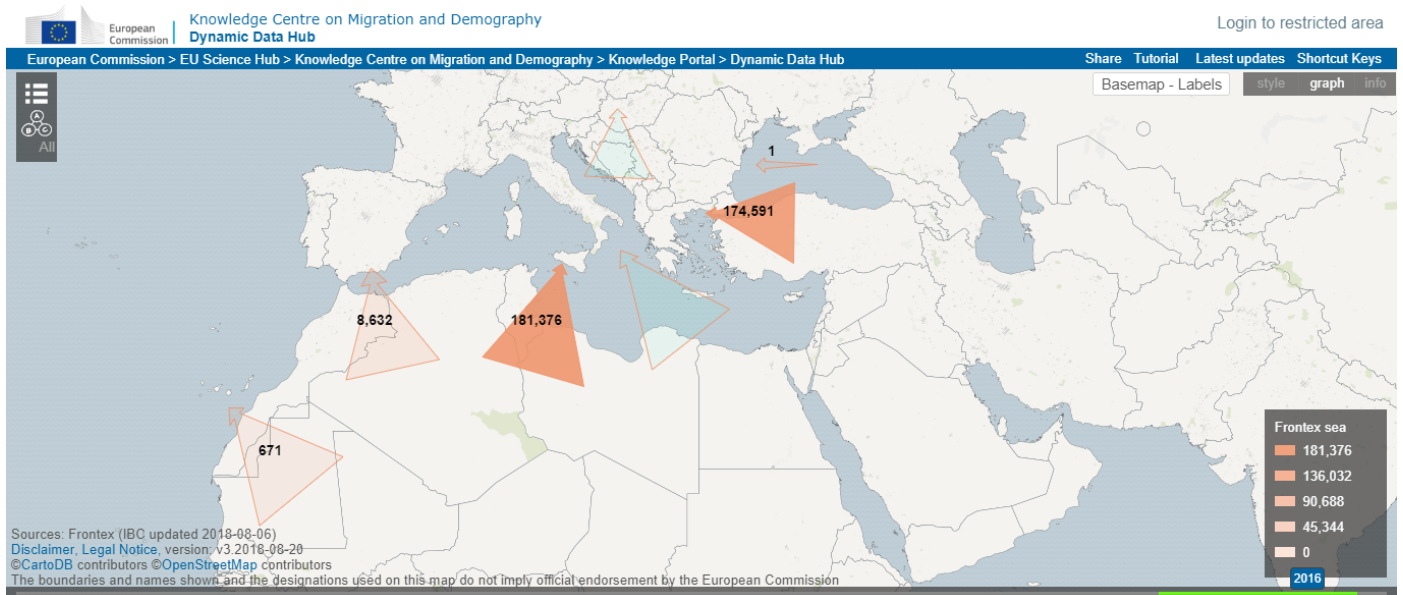 European
Commission
Knowledge Centre on Migration and Demography
Dynamic Data Hub
Login to restricted area
European Commission > EU Science Hub > Knowledge Centre on Migration and Demography > Knowledge Portal > Dynamic Data Hub
Share Tutorial Latest updates Shortcut Keys
Basemap - Labels
style graph info
A
B C
All
1
174,591
8,632
181,376
671
Frontex sea
181,376
136,032
90,688
45,344
0
2016
Sources: Frontex (IBC updated 2018-08-06)
Disclaimer, Legal Notice, version: v3.2018-08-20
©CartoDB contributors ©OpenStreetMap contributors
The boundaries and names shown and the designations used on this map do not imply official endorsement by the European Commission